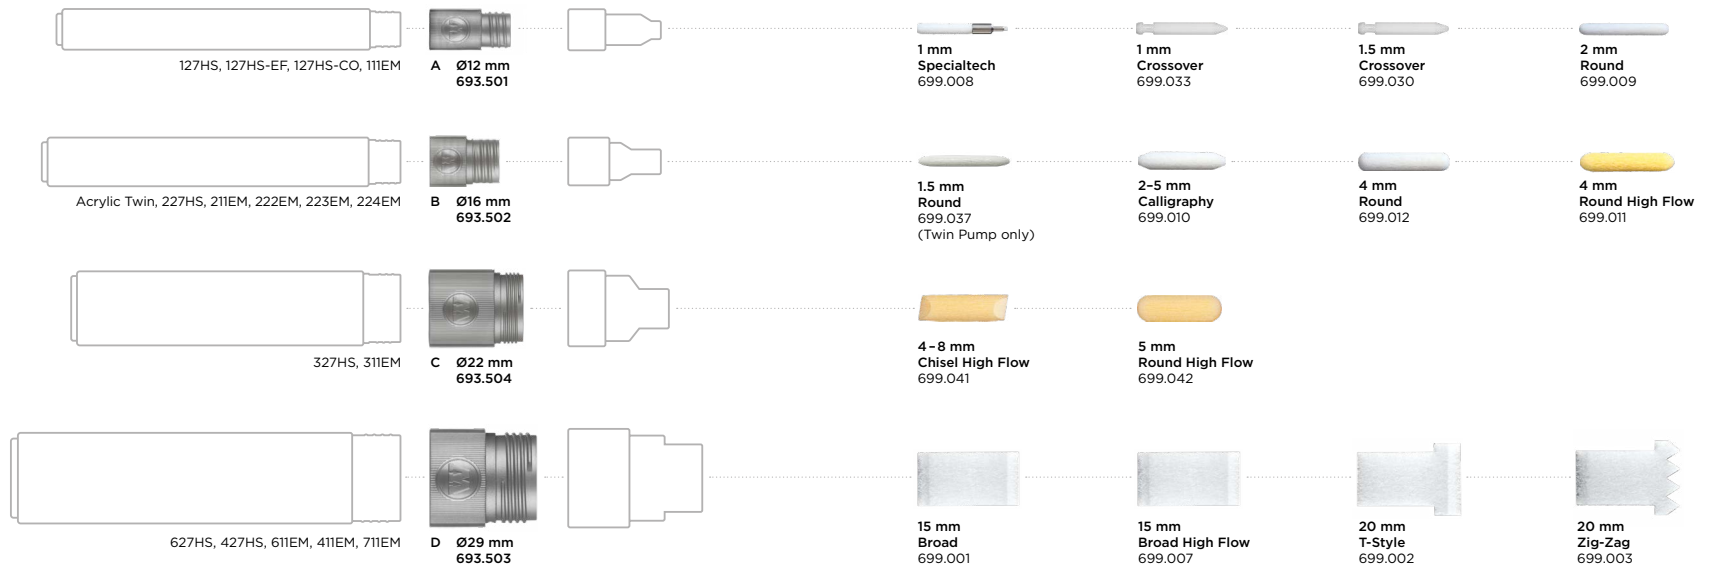 127HS, 127HS-EF, 127HS-CO, 111EM
A Ø12 mm
693.501
1 mm
Specialtech
699.008
1 mm
Crossover
699.033
1.5 mm
Crossover
699.030
2 mm
Round
699.009
Acrylic Twin, 227HS, 211EM, 222EM, 223EM, 224EM
B Ø16 mm
693.502
1.5 mm
Round
699.037
(Twin Pump only)
2–5 mm
Calligraphy
699.010
4 mm
Round
699.012
4 mm
Round High Flow
699.011
327HS, 311EM
C Ø22 mm
693.504
4–8 mm
Chisel High Flow
699.041
5 mm
Round High Flow
699.042
627HS, 427HS, 611EM, 411EM, 711EM
D Ø29 mm
693.503
15 mm
Broad
699.001
15 mm
Broad High Flow
699.007
20 mm
T-Style
699.002
20 mm
Zig-Zag
699.003